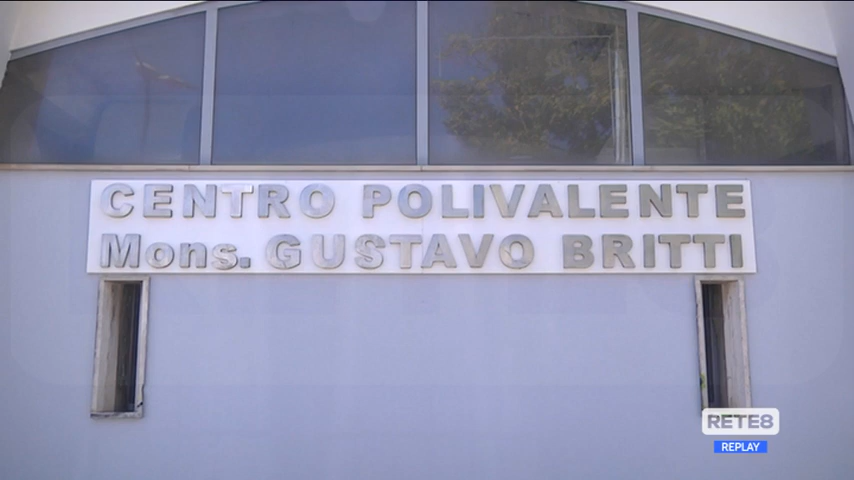 CENTRO POLIVALENTE
Mons. GUSTAVO BRITTI
RETE8
REPLAY